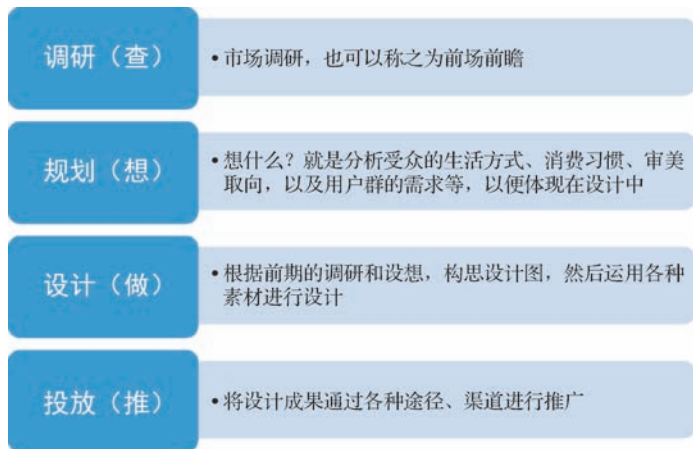 调研（查）
•市场调研，也可以称之为前场前瞻
规划（想）
•想什么？就是分析受众的生活方式、消费习惯、审美
取向，以及用户群的需求等，以便体现在设计中
设计（做）
•根据前期的调研和设想，构思设计图，然后运用各种
素材进行设计
投放（推）
•将设计成果通过各种途径、渠道进行推广